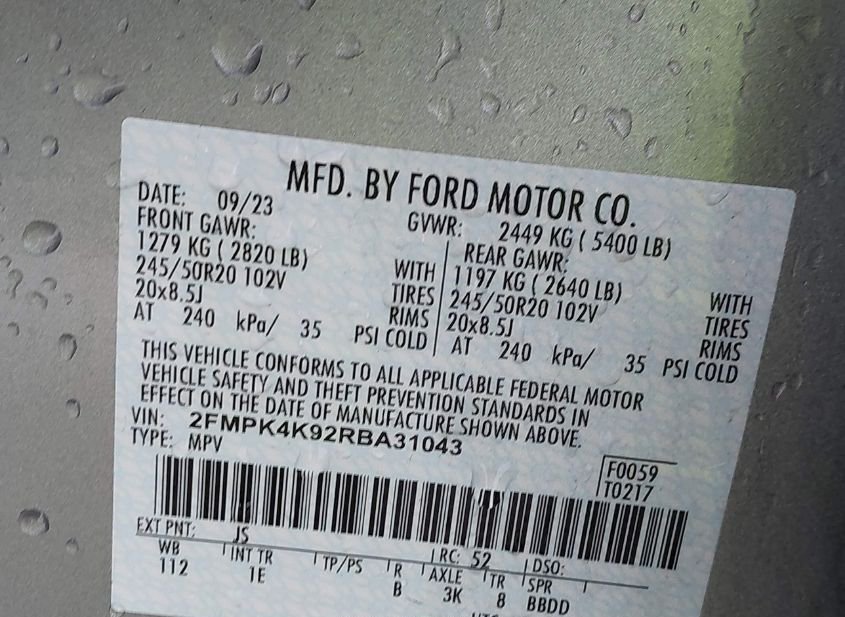 MFD. BY FORD MOTOR CO.
DATE: 09/23 GVWR: 2449 KG ( 5400 LB)
FRONT GAWR: REAR GAWR:
1279 KG ( 2820 LB) WITH 1197 KG ( 2640 LB) WITH
245/50R20 102V TIRES 245/50R20 102V TIRES
20x8.5J RIMS 20x8.5J RIMS
AT 240 kPa/ 35 PSI COLD AT 240 kPa/ 35 PSI COLD
THIS VEHICLE CONFORMS TO ALL APPLICABLE FEDERAL MOTOR
VEHICLE SAFETY AND THEFT PREVENTION STANDARDS IN
EFFECT ON THE DATE OF MANUFACTURE SHOWN ABOVE.
VIN: 2FMPK4K92RBA31043
TYPE: MPV
F0059
T0217
EXT PNT: JS RC: 52 DSO:
WB INT TR TP/PS R AXLE TR SPR
112 1E B 3K 8 BBDD